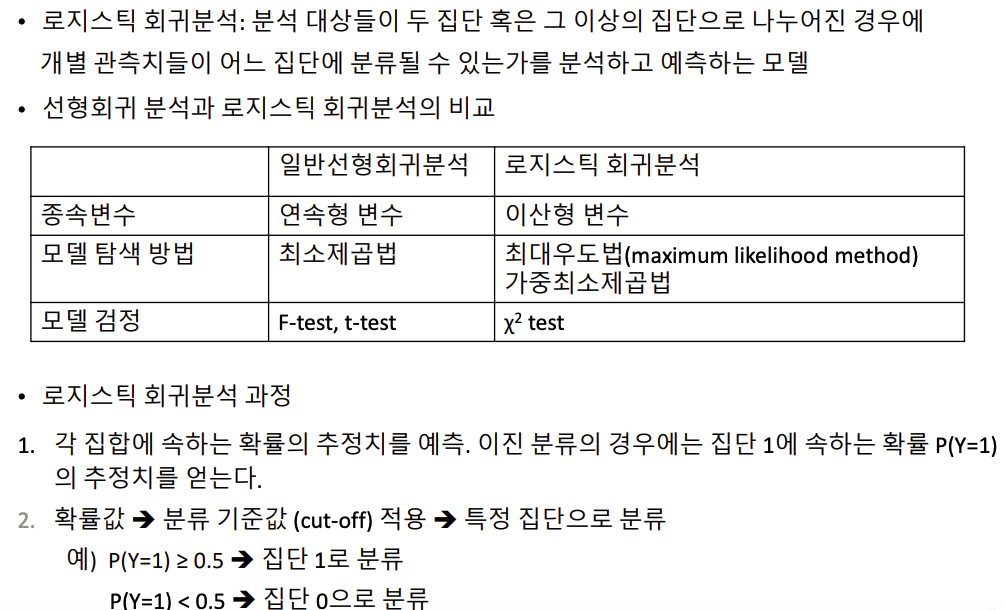 • 로지스틱 회귀분석: 분석 대상들이 두 집단 혹은 그 이상의 집단으로 나누어진 경우에
개별 관측치들이 어느 집단에 분류될 수 있는가를 분석하고 예측하는 모델
• 선형회귀 분석과 로지스틱 회귀분석의 비교
일반선형회귀분석 로지스틱 회귀분석
종속변수 연속형 변수 이산형 변수
모델 탐색 방법 최소제곱법 최대우도법(maximum likelihood method)
가중최소제곱법
모델 검정 F-test, t-test χ² test
• 로지스틱 회귀분석 과정
1. 각 집합에 속하는 확률의 추정치를 예측. 이진 분류의 경우에는 집단 1에 속하는 확률 P(Y=1)
의 추정치를 얻는다.
2. 확률값 ➔ 분류 기준값 (cut-off) 적용 ➔ 특정 집단으로 분류
예) P(Y=1) ≥ 0.5 ➔ 집단 1로 분류
P(Y=1) < 0.5 ➔ 집단 0으로 분류